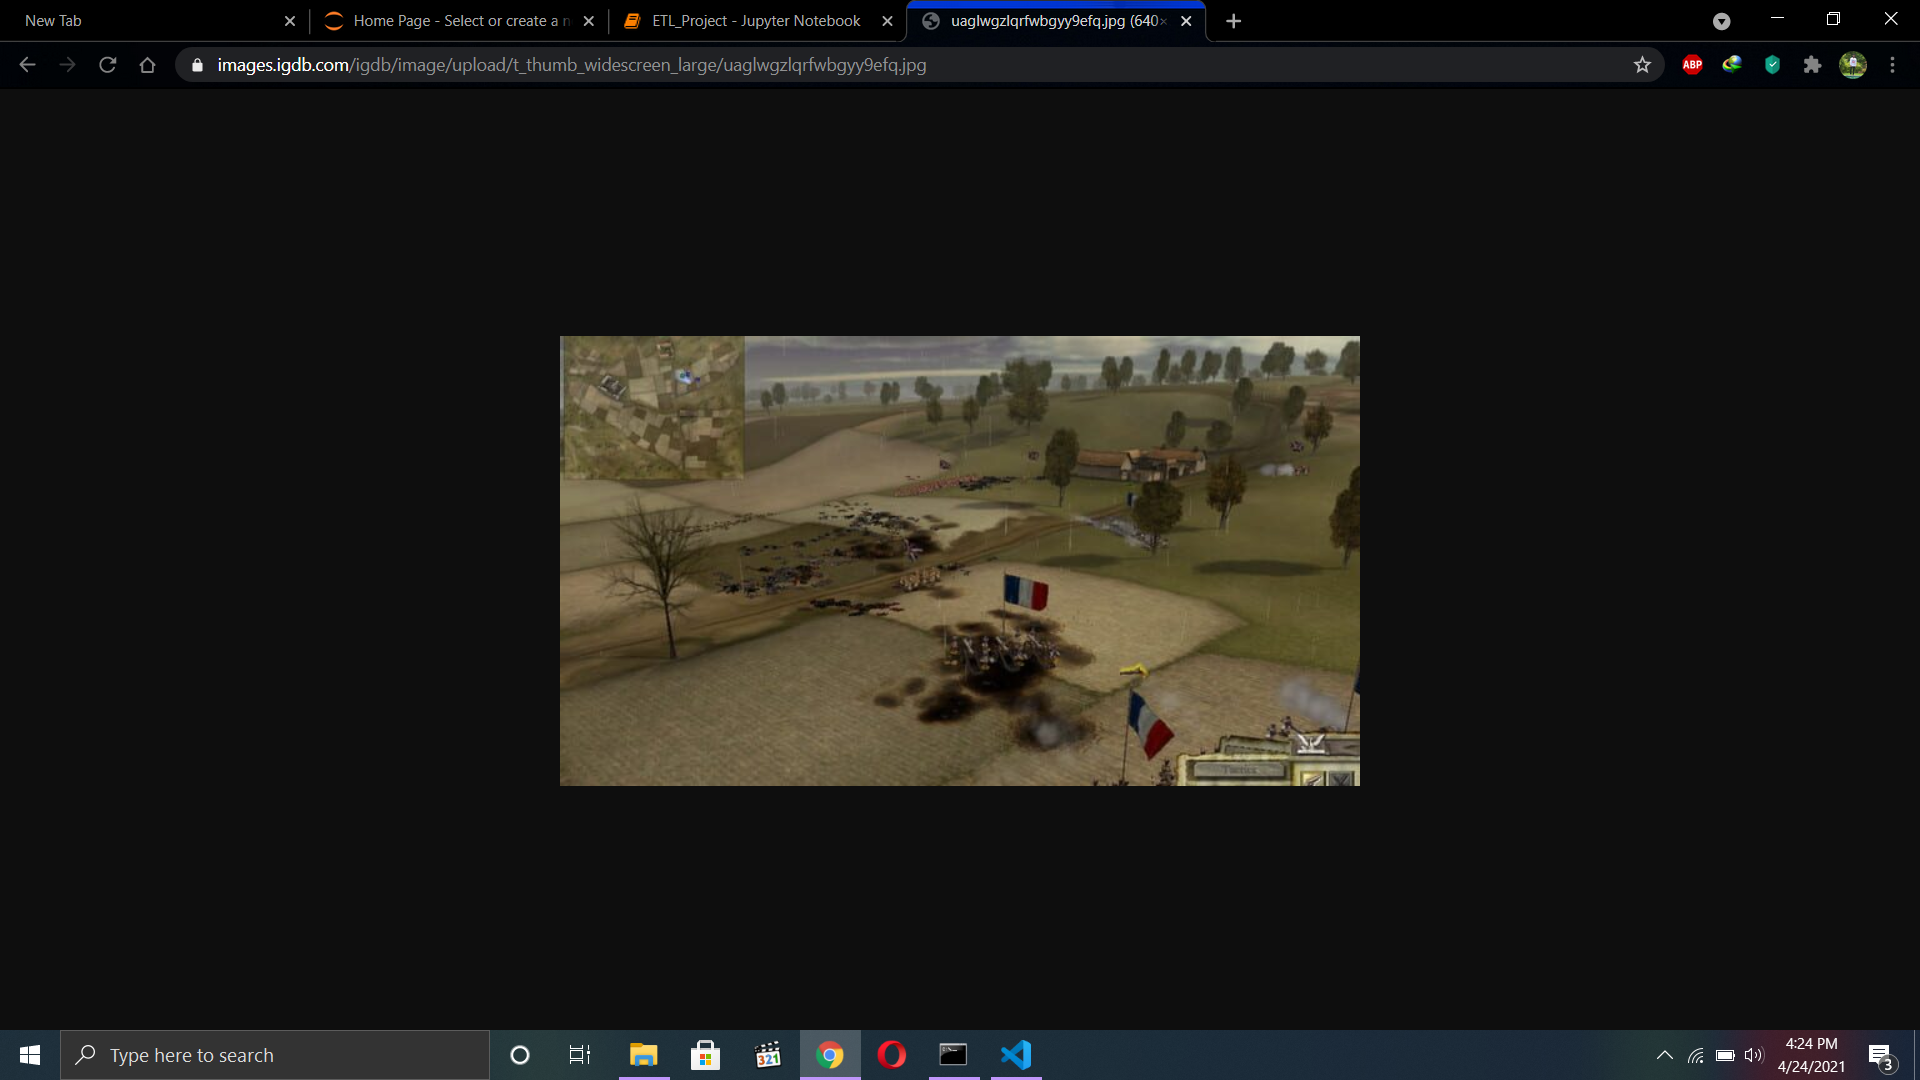 New Tab
Home Page - Select or create a n
ETL_Project - Jupyter Notebook
uaglwgzlqrfwbgyy9efq.jpg (640×
images.igdb.com/igdb/image/upload/t_thumb_widescreen_large/uaglwgzlqrfwbgyy9efq.jpg
ABP
Type here to search
321
4:24 PM
4/24/2021
3